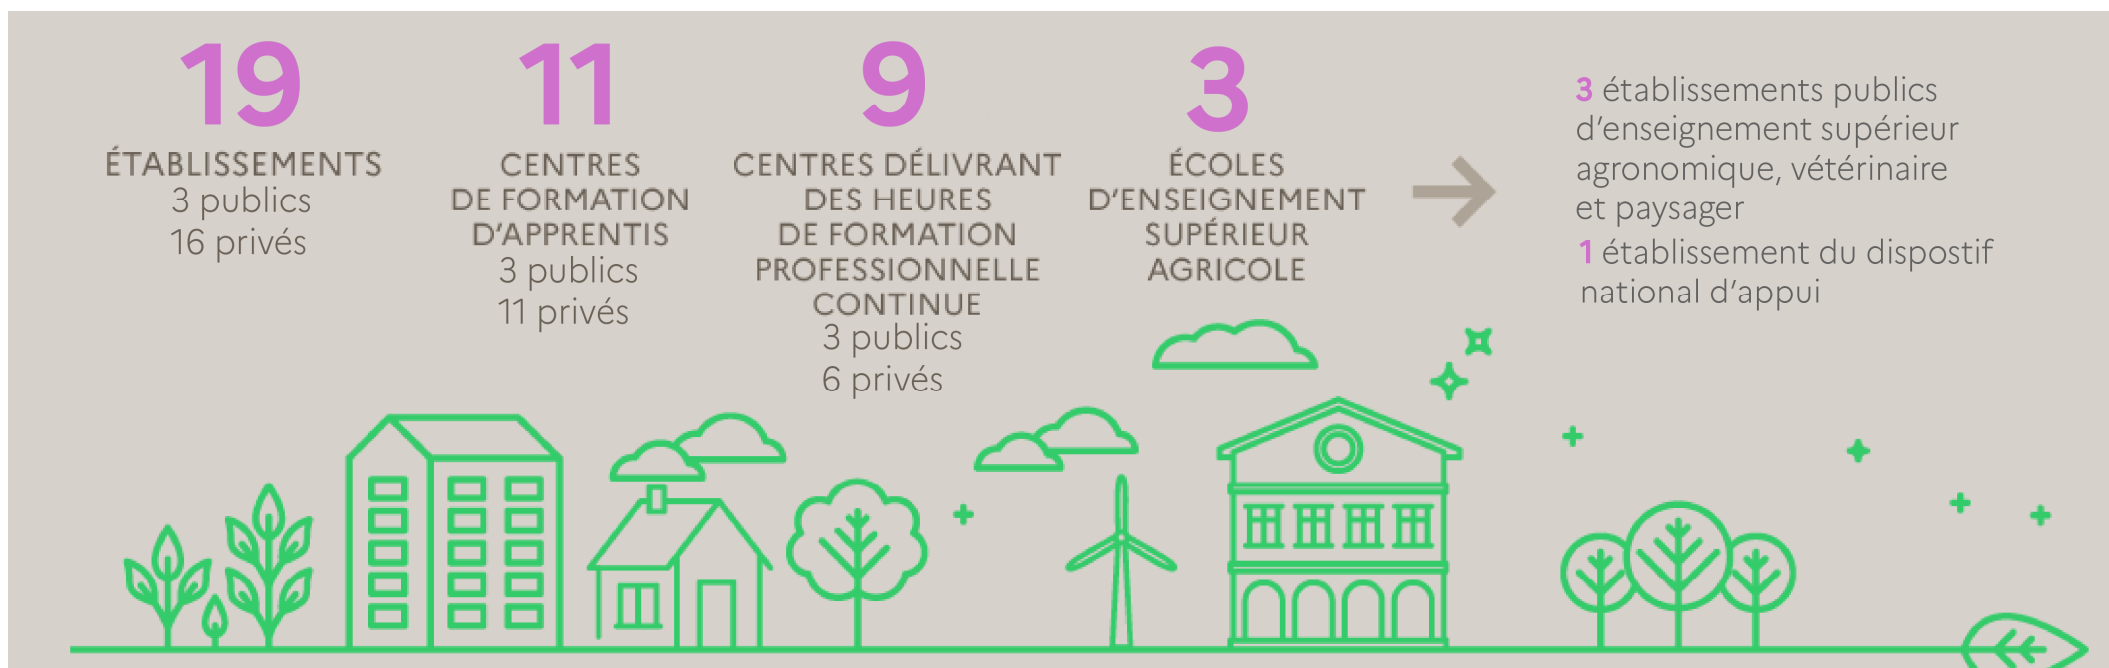 19
ÉTABLISSEMENTS
3 publics
16 privés
11
CENTRES
DE FORMATION
D'APPRENTIS
3 publics
11 privés
9
CENTRES DÉLIVRANT
DES HEURES
DE FORMATION
PROFESSIONNELLE
CONTINUE
3 publics
6 privés
3
ÉCOLES
D'ENSEIGNEMENT
SUPÉRIEUR
AGRICOLE
3 établissements publics
d'enseignement supérieur
agronomique, vétérinaire
et paysager
1 établissement du dispostif
national d'appui